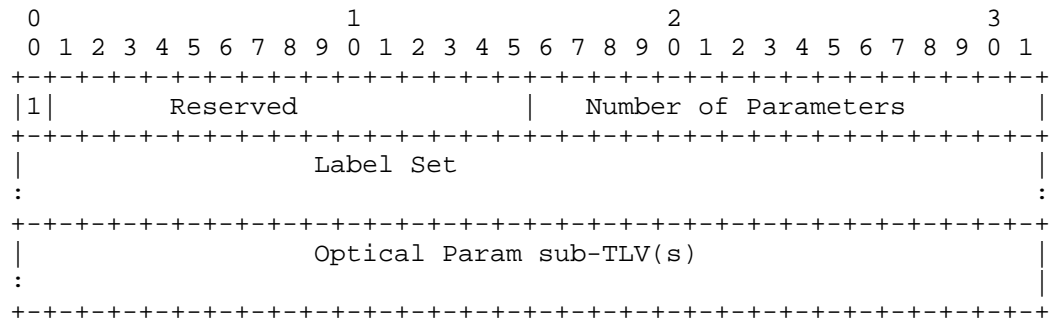 0                   1                   2                   3
 0 1 2 3 4 5 6 7 8 9 0 1 2 3 4 5 6 7 8 9 0 1 2 3 4 5 6 7 8 9 0 1
+-+-+-+-+-+-+-+-+-+-+-+-+-+-+-+-+-+-+-+-+-+-+-+-+-+-+-+-+-+-+-+-+
|1|       Reserved              |   Number of Parameters        |
+-+-+-+-+-+-+-+-+-+-+-+-+-+-+-+-+-+-+-+-+-+-+-+-+-+-+-+-+-+-+-+-+
|                  Label Set                                    |
:                                                               :
+-+-+-+-+-+-+-+-+-+-+-+-+-+-+-+-+-+-+-+-+-+-+-+-+-+-+-+-+-+-+-+-+
|                  Optical Param sub-TLV(s)                     |
:                                                               |
+-+-+-+-+-+-+-+-+-+-+-+-+-+-+-+-+-+-+-+-+-+-+-+-+-+-+-+-+-+-+-+-+